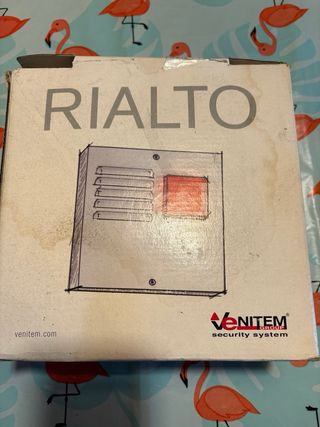 RIALTO
VENITEM
GROUP
security system
venitem.com